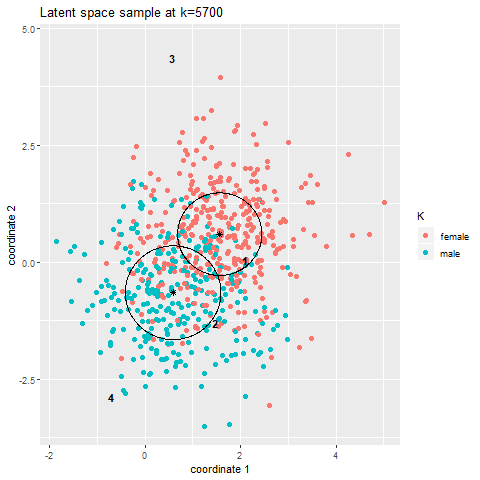 Latent space sample at k=5700
5.0
2.5
0.0
-2.5
coordinate 2
3
1
2
4
*
*
0
2
4
coordinate 1
K
female
male